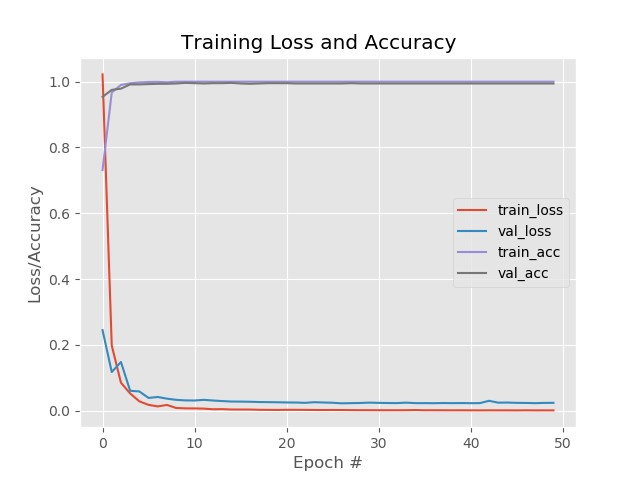 Training Loss and Accuracy
Loss/Accuracy
1.0
0.8
0.6
0.4
0.2
0.0
train_loss
val_loss
train_acc
val_acc
0 10 20 30 40 50
Epoch #